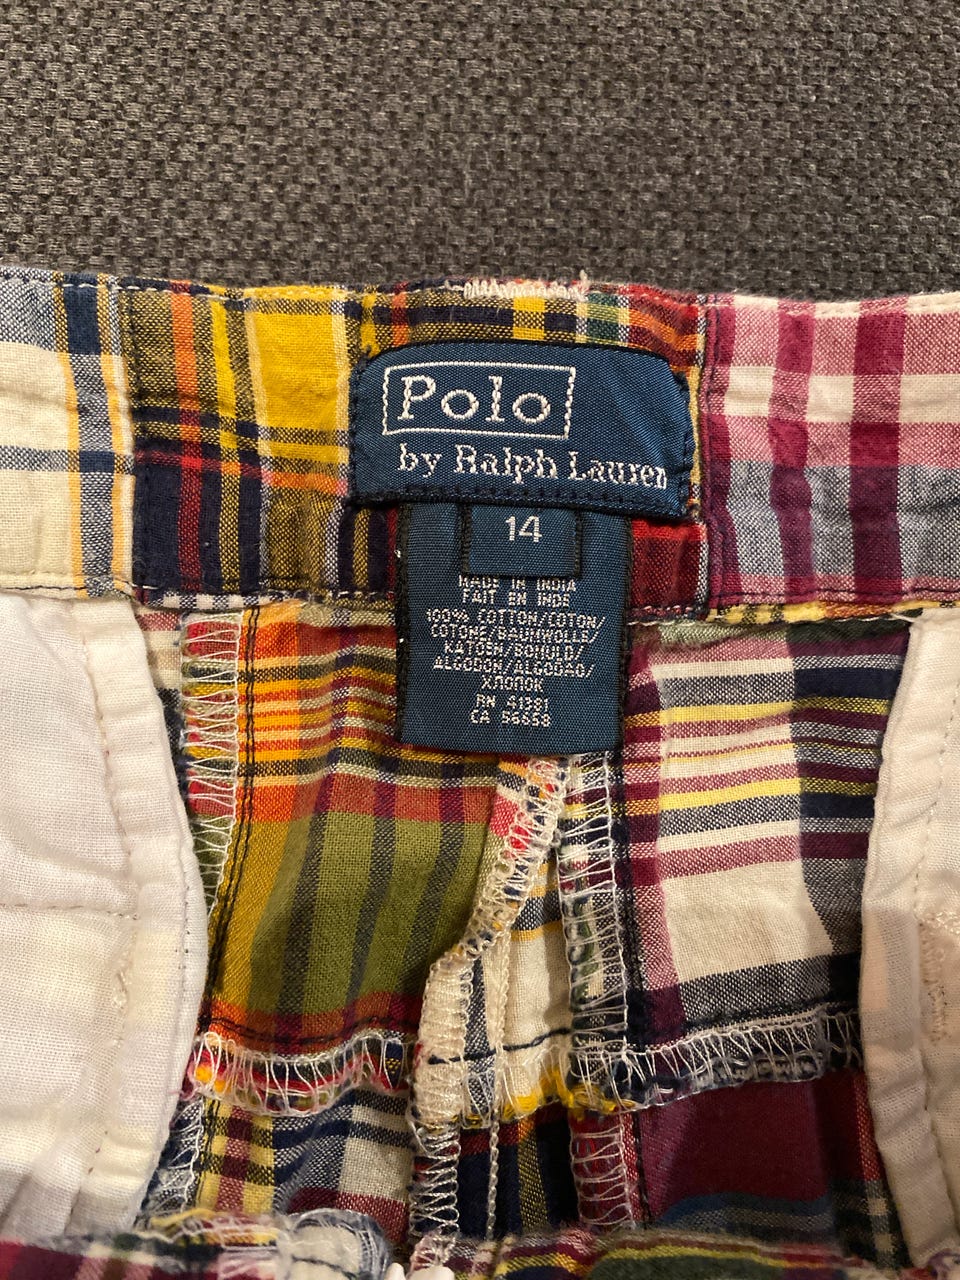 Polo
by Ralph Lauren
14
MADE IN INDIA
FAIT EN INDE
100% COTTON/COTON/
COTONE/BAUMWOLLE/
KATOEN/BOMULD/
ALGODON/ALGODAO/
ХЛОПОК
RN 41381
CA 56658